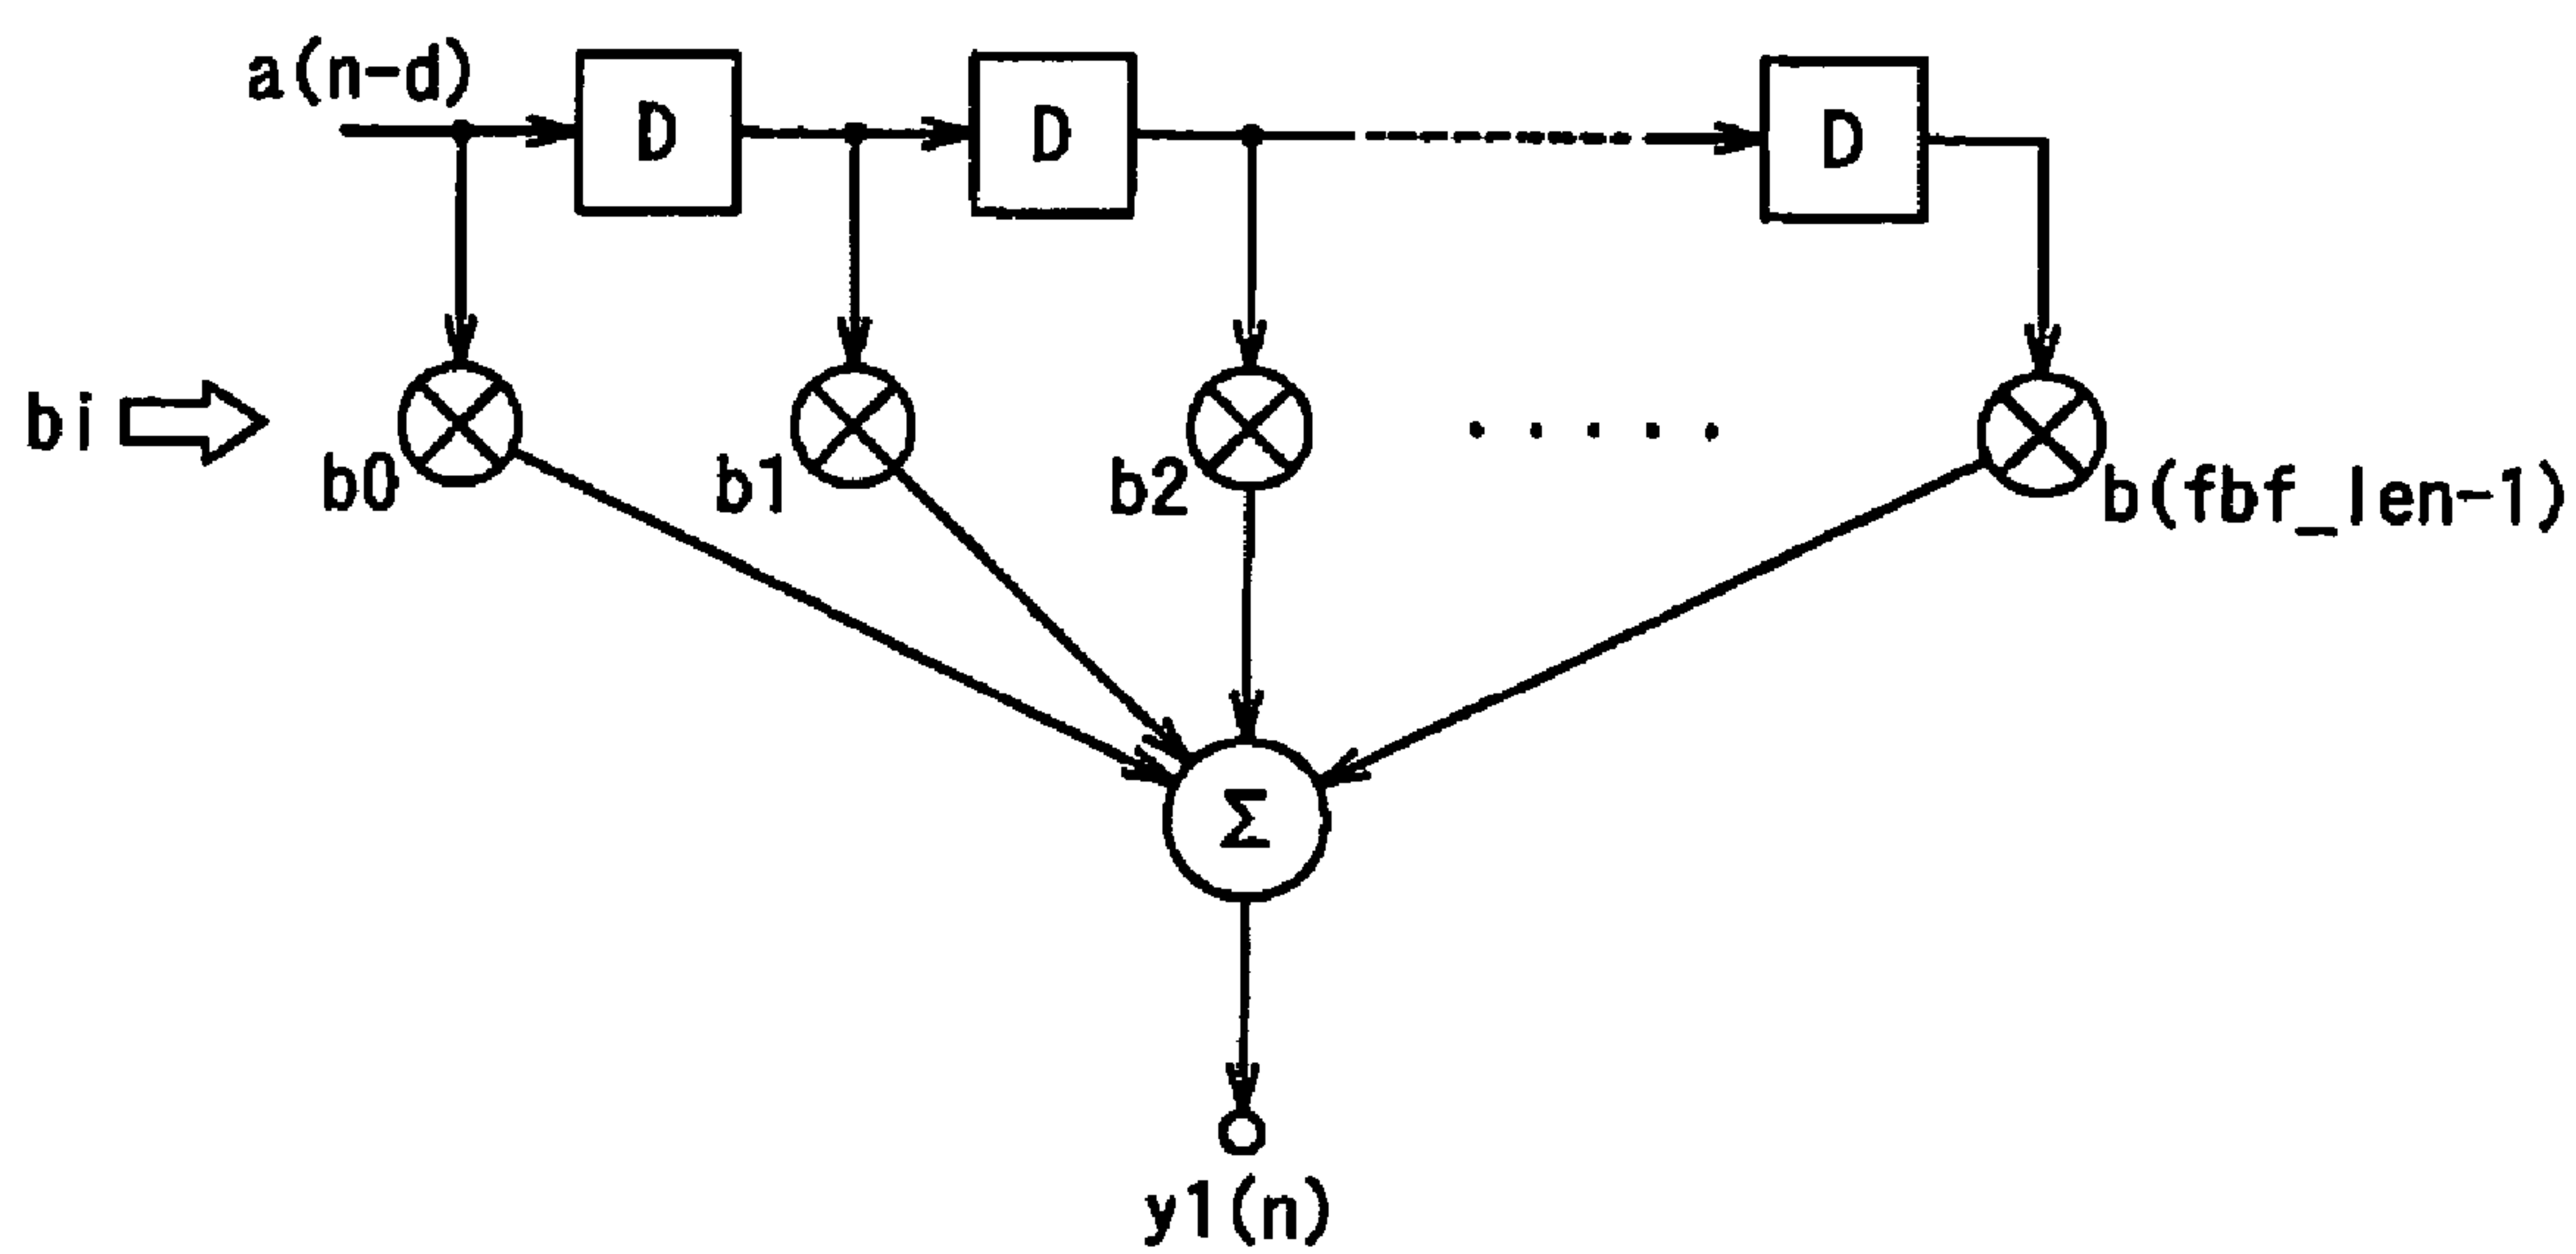 a(n-d)
D
D
D
bi
b0
b1
b2
b(fbf_len-1)
Σ
y1(n)